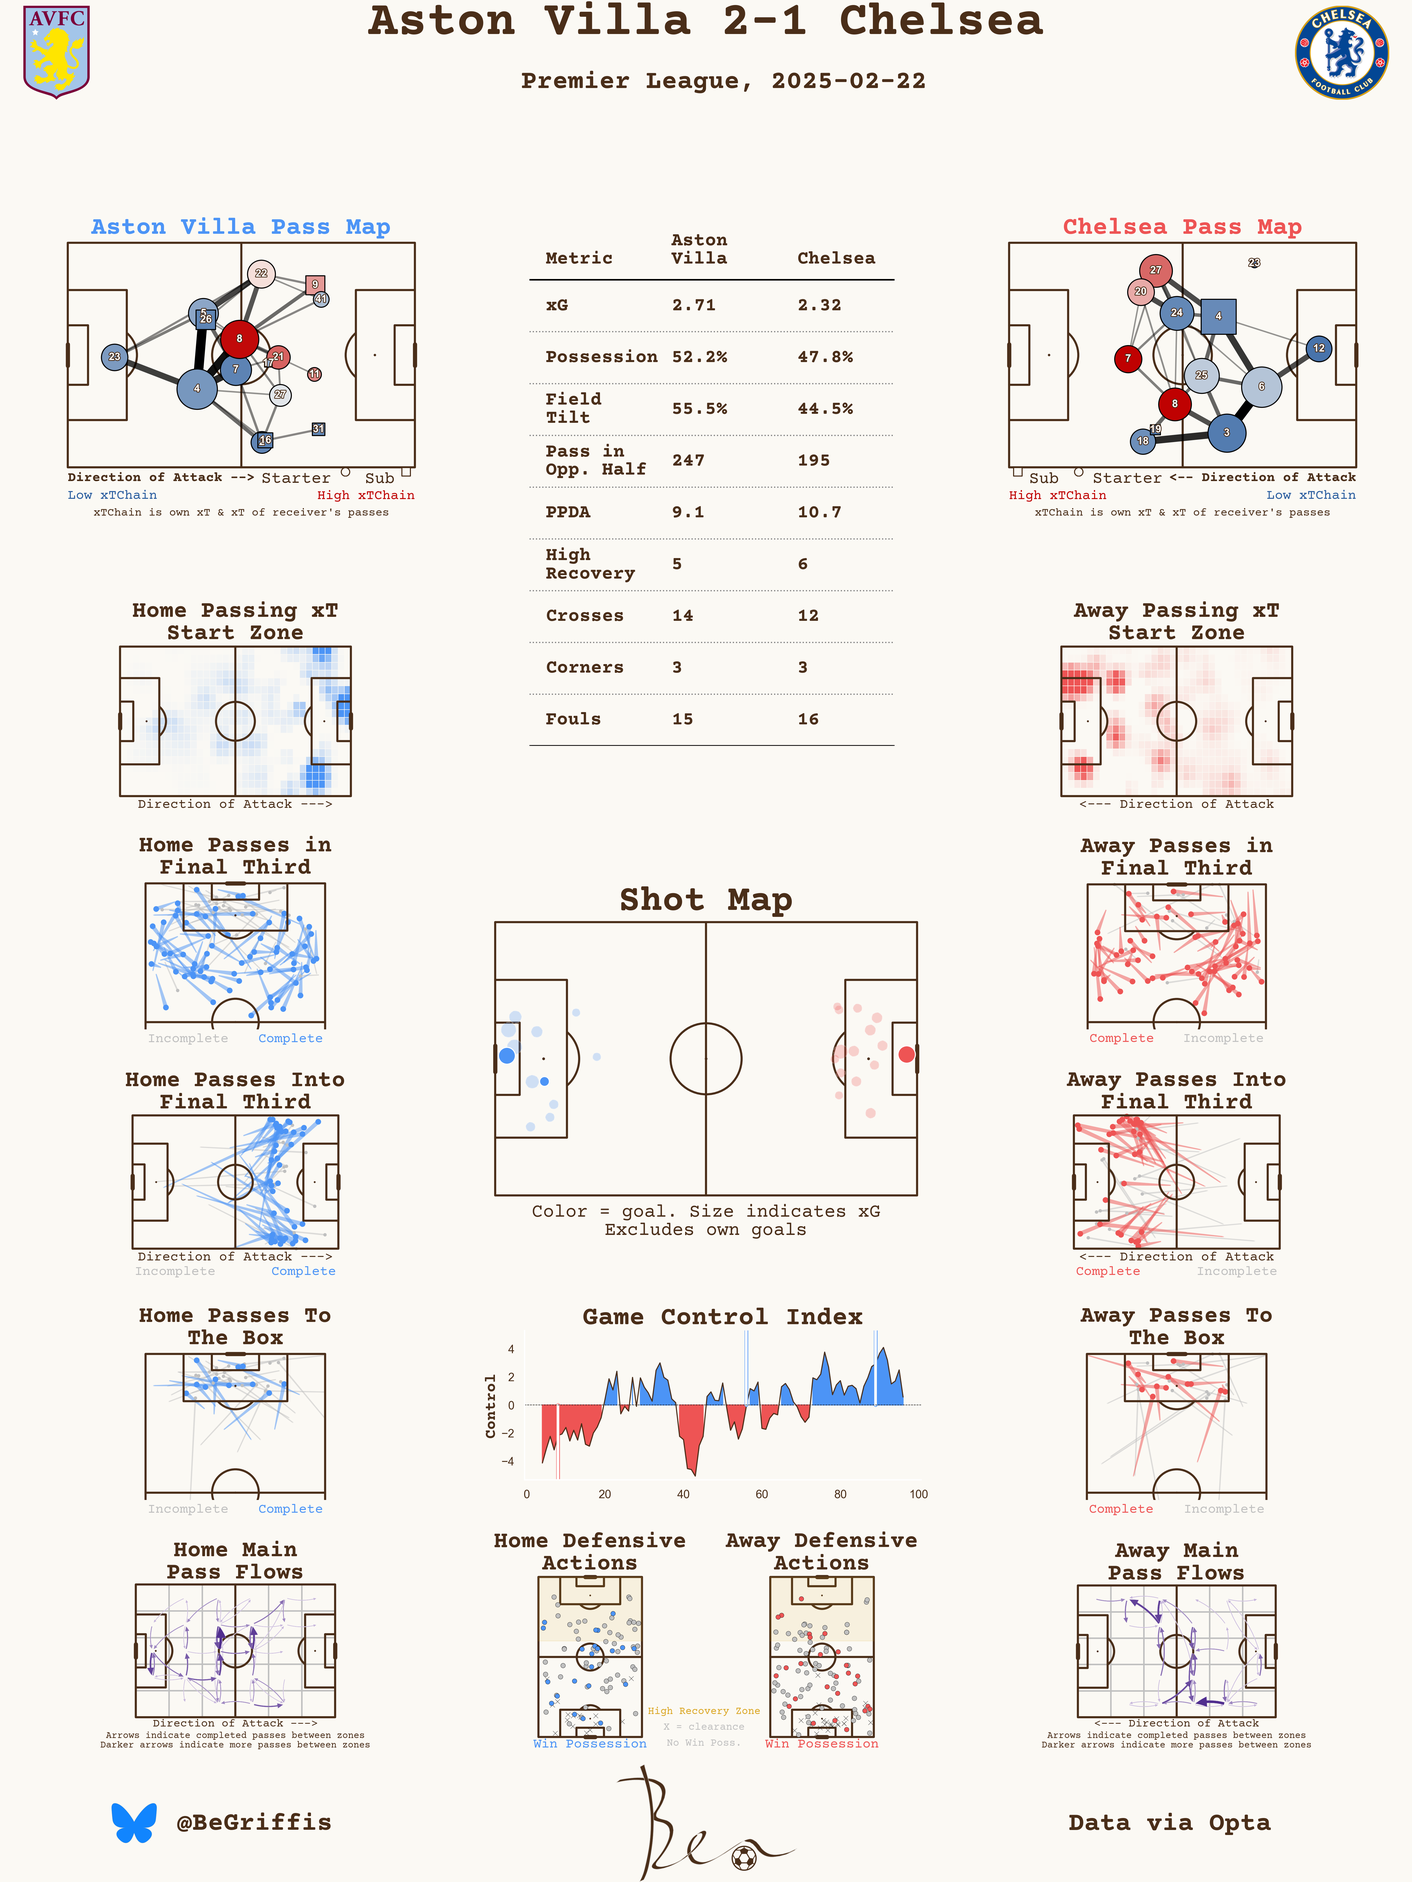 Aston Villa 2-1 Chelsea
Premier League, 2025-02-22
AVFC
CHELSEA
FOOTBALL CLUB
Aston Villa Pass Map
22
9
41
5
26
8
21
17
23
7
11
4
27
16
31
Direction of Attack --> Starter Sub
Low xTChain High xTChain
xTChain is own xT & xT of receiver's passes
Metric Aston Villa Chelsea
xG 2.71 2.32
Possession 52.2% 47.8%
Field Tilt 55.5% 44.5%
Pass in Opp. Half 247 195
PPDA 9.1 10.7
High Recovery 5 6
Crosses 14 12
Corners 3 3
Fouls 15 16
Chelsea Pass Map
23
27
20
24
4
12
7
25
6
8
19
3
18
Sub Starter <-- Direction of Attack
High xTChain Low xTChain
xTChain is own xT & xT of receiver's passes
Home Passing xT
Start Zone
Direction of Attack --->
Away Passing xT
Start Zone
<--- Direction of Attack
Home Passes in
Final Third
Incomplete Complete
Away Passes in
Final Third
Complete Incomplete
Shot Map
Color = goal. Size indicates xG
Excludes own goals
Home Passes Into
Final Third
Direction of Attack --->
Incomplete Complete
Away Passes Into
Final Third
<--- Direction of Attack
Complete Incomplete
Home Passes To
The Box
Incomplete Complete
Game Control Index
Control
4
2
0
−2
−4
0 20 40 60 80 100
Away Passes To
The Box
Complete Incomplete
Home Main
Pass Flows
Direction of Attack --->
Arrows indicate completed passes between zones
Darker arrows indicate more passes between zones
Home Defensive
Actions
Win Possession
High Recovery Zone
X = clearance
No Win Poss.
Away Defensive
Actions
Win Possession
Away Main
Pass Flows
<--- Direction of Attack
Arrows indicate completed passes between zones
Darker arrows indicate more passes between zones
@BeGriffis
Ben
Data via Opta